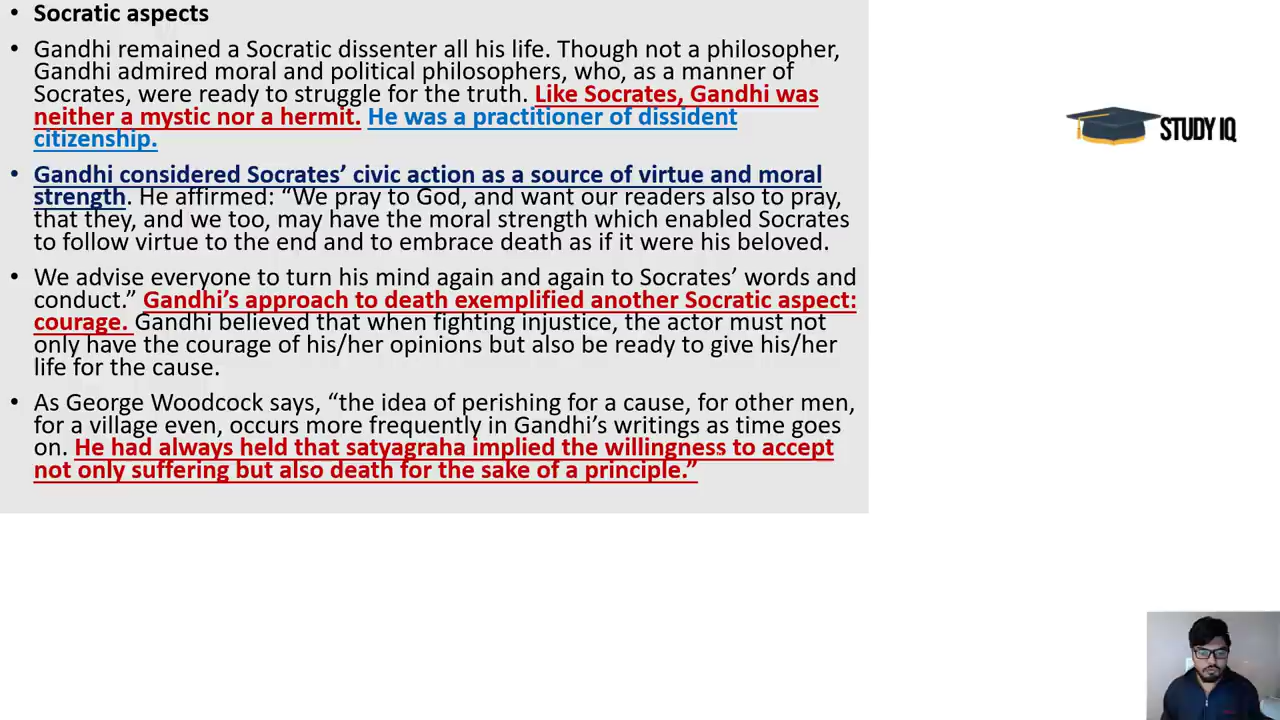 • Socratic aspects
• Gandhi remained a Socratic dissenter all his life. Though not a philosopher,
Gandhi admired moral and political philosophers, who, as a manner of
Socrates, were ready to struggle for the truth. Like Socrates, Gandhi was
neither a mystic nor a hermit. He was a practitioner of dissident
citizenship.
• Gandhi considered Socrates’ civic action as a source of virtue and moral
strength. He affirmed: “We pray to God, and want our readers also to pray,
that they, and we too, may have the moral strength which enabled Socrates
to follow virtue to the end and to embrace death as if it were his beloved.
• We advise everyone to turn his mind again and again to Socrates’ words and
conduct.” Gandhi’s approach to death exemplified another Socratic aspect:
courage. Gandhi believed that when fighting injustice, the actor must not
only have the courage of his/her opinions but also be ready to give his/her
life for the cause.
• As George Woodcock says, “the idea of perishing for a cause, for other men,
for a village even, occurs more frequently in Gandhi’s writings as time goes
on. He had always held that satyagraha implied the willingness to accept
not only suffering but also death for the sake of a principle.”
STUDY IQ